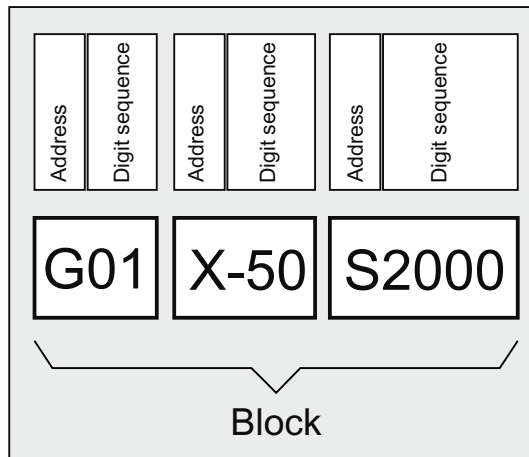 Address Digit sequence Address Digit sequence Address Digit sequence
G01 X-50 S2000
Block